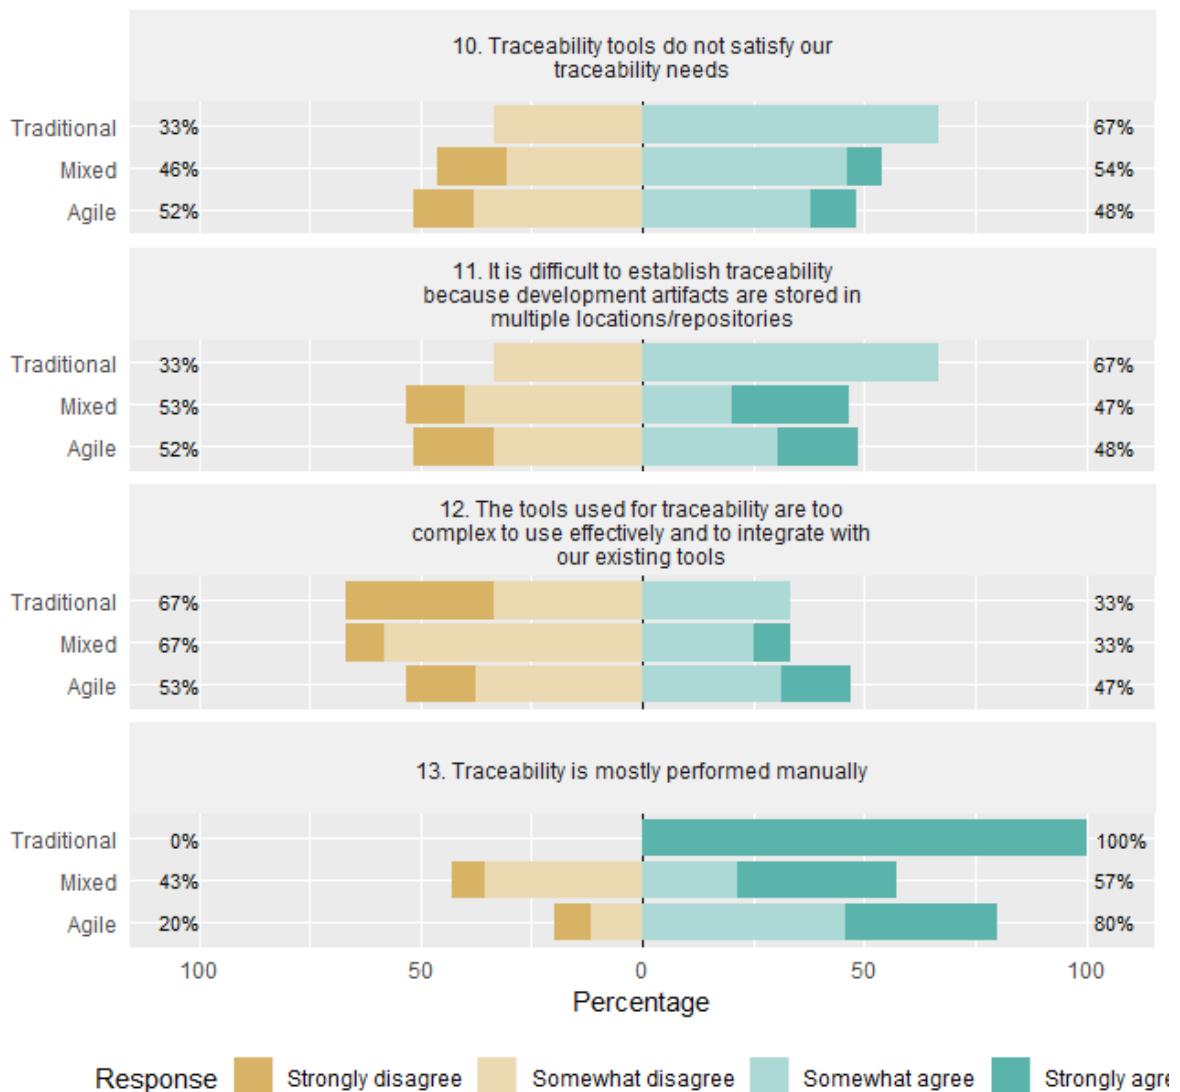 10. Traceability tools do not satisfy our
traceability needs
Traditional 33% 67%
Mixed 46% 54%
Agile 52% 48%
11. It is difficult to establish traceability
because development artifacts are stored in
multiple locations/repositories
Traditional 33% 67%
Mixed 53% 47%
Agile 52% 48%
12. The tools used for traceability are too
complex to use effectively and to integrate with
our existing tools
Traditional 67% 33%
Mixed 67% 33%
Agile 53% 47%
13. Traceability is mostly performed manually
Traditional 0% 100%
Mixed 43% 57%
Agile 20% 80%
100 50 0 50 100
Percentage
Response Strongly disagree Somewhat disagree Somewhat agree Strongly agre